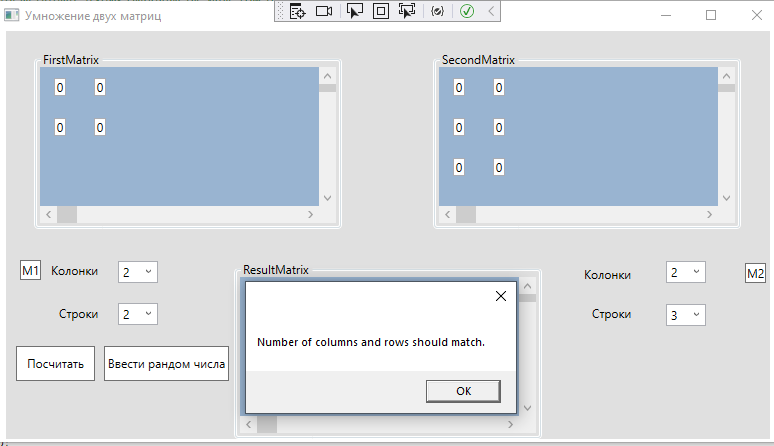 Умножение двух матриц
FirstMatrix
0 0
0 0
SecondMatrix
0 0
0 0
0 0
M1 Колонки 2
Строки 2
Посчитать Ввести рандом числа
ResultMatrix
Number of columns and rows should match.
OK
Колонки 2 M2
Строки 3